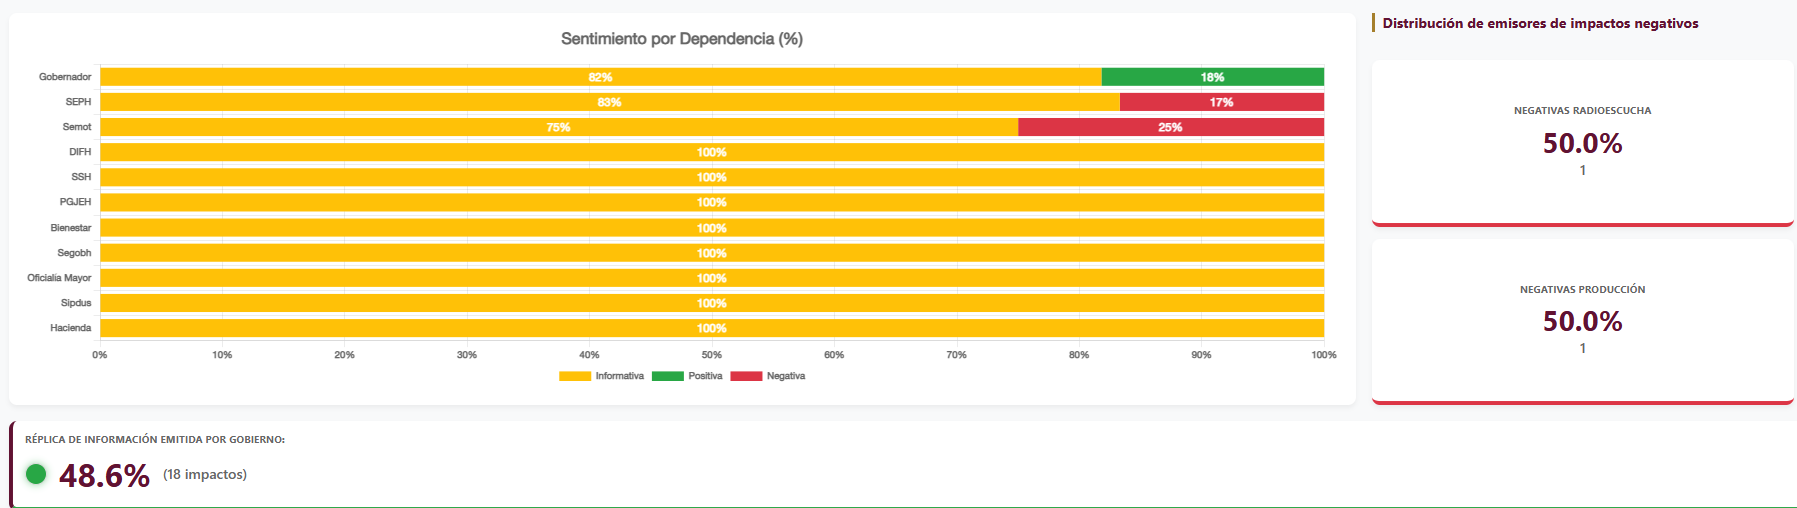 Sentimiento por Dependencia (%)
Gobernador 82% 18%
SEPH 83% 17%
Semot 75% 25%
DIFH 100%
SSH 100%
PGJEH 100%
Bienestar 100%
Segobh 100%
Oficialía Mayor 100%
Sipdus 100%
Hacienda 100%
0% 10% 20% 30% 40% 50% 60% 70% 80% 90% 100%
Informativa Positiva Negativa
Distribución de emisores de impactos negativos
NEGATIVAS RADIOESCUCHA
50.0%
1
NEGATIVAS PRODUCCIÓN
50.0%
1
RÉPLICA DE INFORMACIÓN EMITIDA POR GOBIERNO:
48.6% (18 impactos)